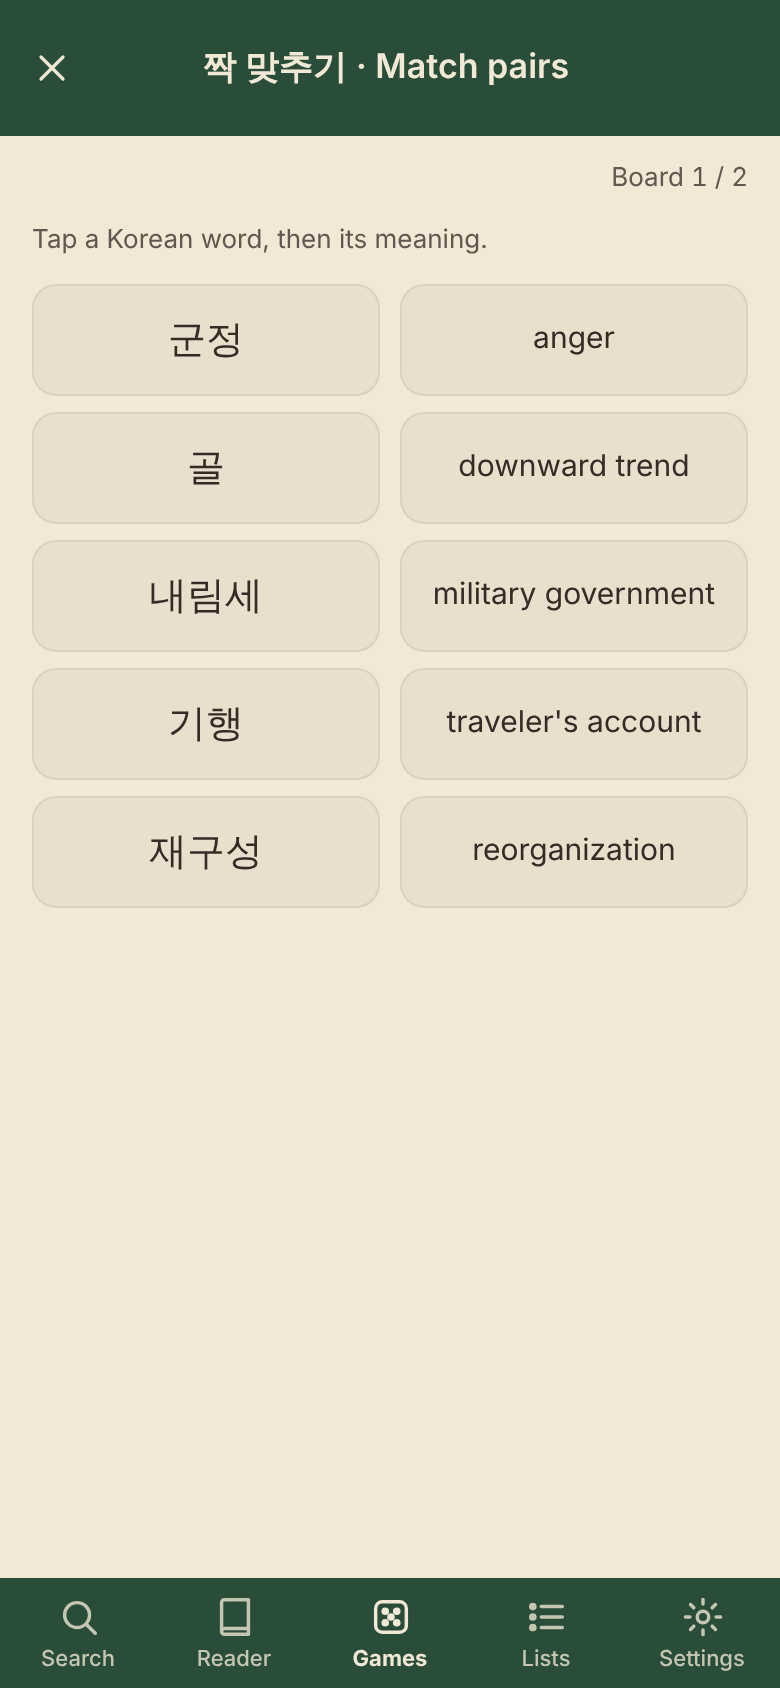 짝 맞추기 · Match pairs
Board 1 / 2
Tap a Korean word, then its meaning.
군정
anger
골
downward trend
내림세
military government
기행
traveler's account
재구성
reorganization
Search
Reader
Games
Lists
Settings